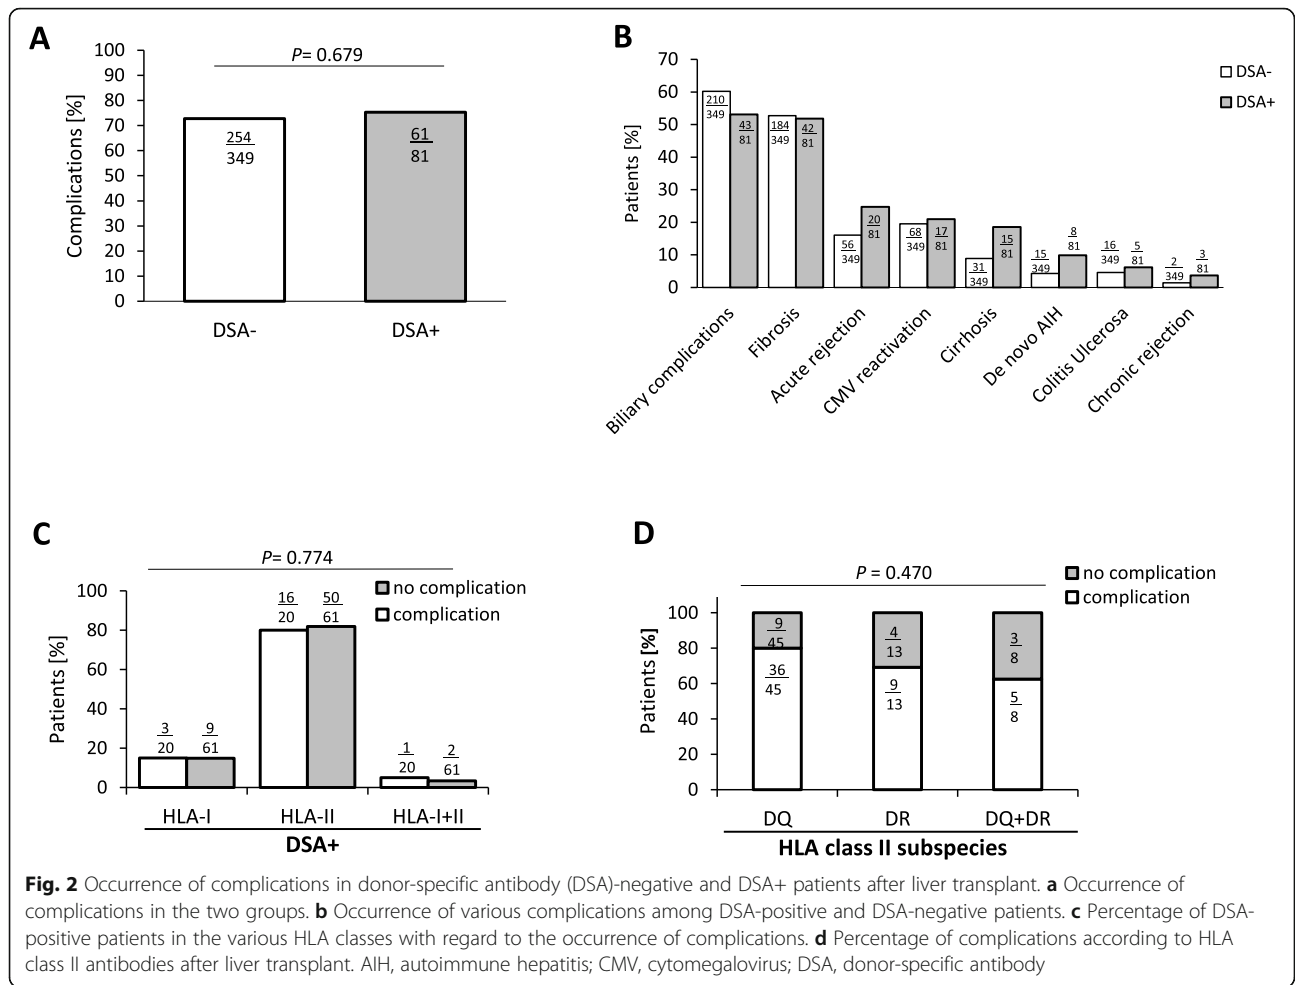 A
P= 0.679
Complications [%]
100
90
80
70
60
50
40
30
20
10
0
254
349
61
81
DSA-
DSA+
B
Patients [%]
70
60
50
40
30
20
10
0
DSA-
DSA+
210
349
43
81
184
349
42
81
56
349
20
81
68
349
17
81
31
349
15
81
15
349
8
81
16
349
5
81
2
349
3
81
Biliary complications
Fibrosis
Acute rejection
CMV reactivation
Cirrhosis
De novo AIH
Colitis Ulcerosa
Chronic rejection
C
P= 0.774
no complication
complication
Patients [%]
100
80
60
40
20
0
3
20
9
61
16
20
50
61
1
20
2
61
HLA-I
HLA-II
HLA-I+II
DSA+
D
P = 0.470
no complication
complication
Patients [%]
100
80
60
40
20
0
9
45
36
45
4
13
9
13
3
8
5
8
DQ
DR
DQ+DR
HLA class II subspecies
Fig. 2 Occurrence of complications in donor-specific antibody (DSA)-negative and DSA+ patients after liver transplant. a Occurrence of
complications in the two groups. b Occurrence of various complications among DSA-positive and DSA-negative patients. c Percentage of DSA-
positive patients in the various HLA classes with regard to the occurrence of complications. d Percentage of complications according to HLA
class II antibodies after liver transplant. AIH, autoimmune hepatitis; CMV, cytomegalovirus; DSA, donor-specific antibody